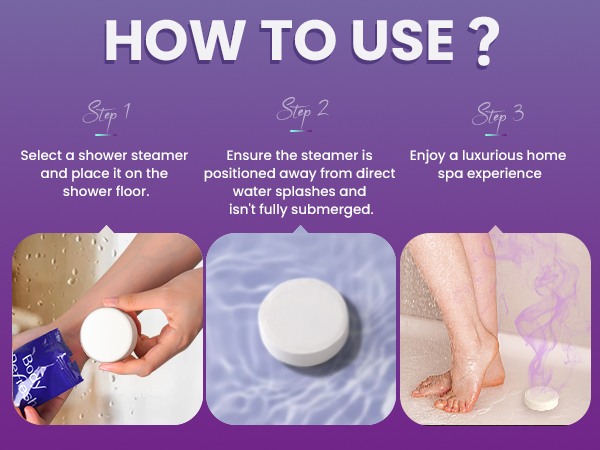 HOW TO USE ?
Step 1
Select a shower steamer
and place it on the
shower floor.
Step 2
Ensure the steamer is
positioned away from direct
water splashes and
isn't fully submerged.
Step 3
Enjoy a luxurious home
spa experience
Body
Refresh